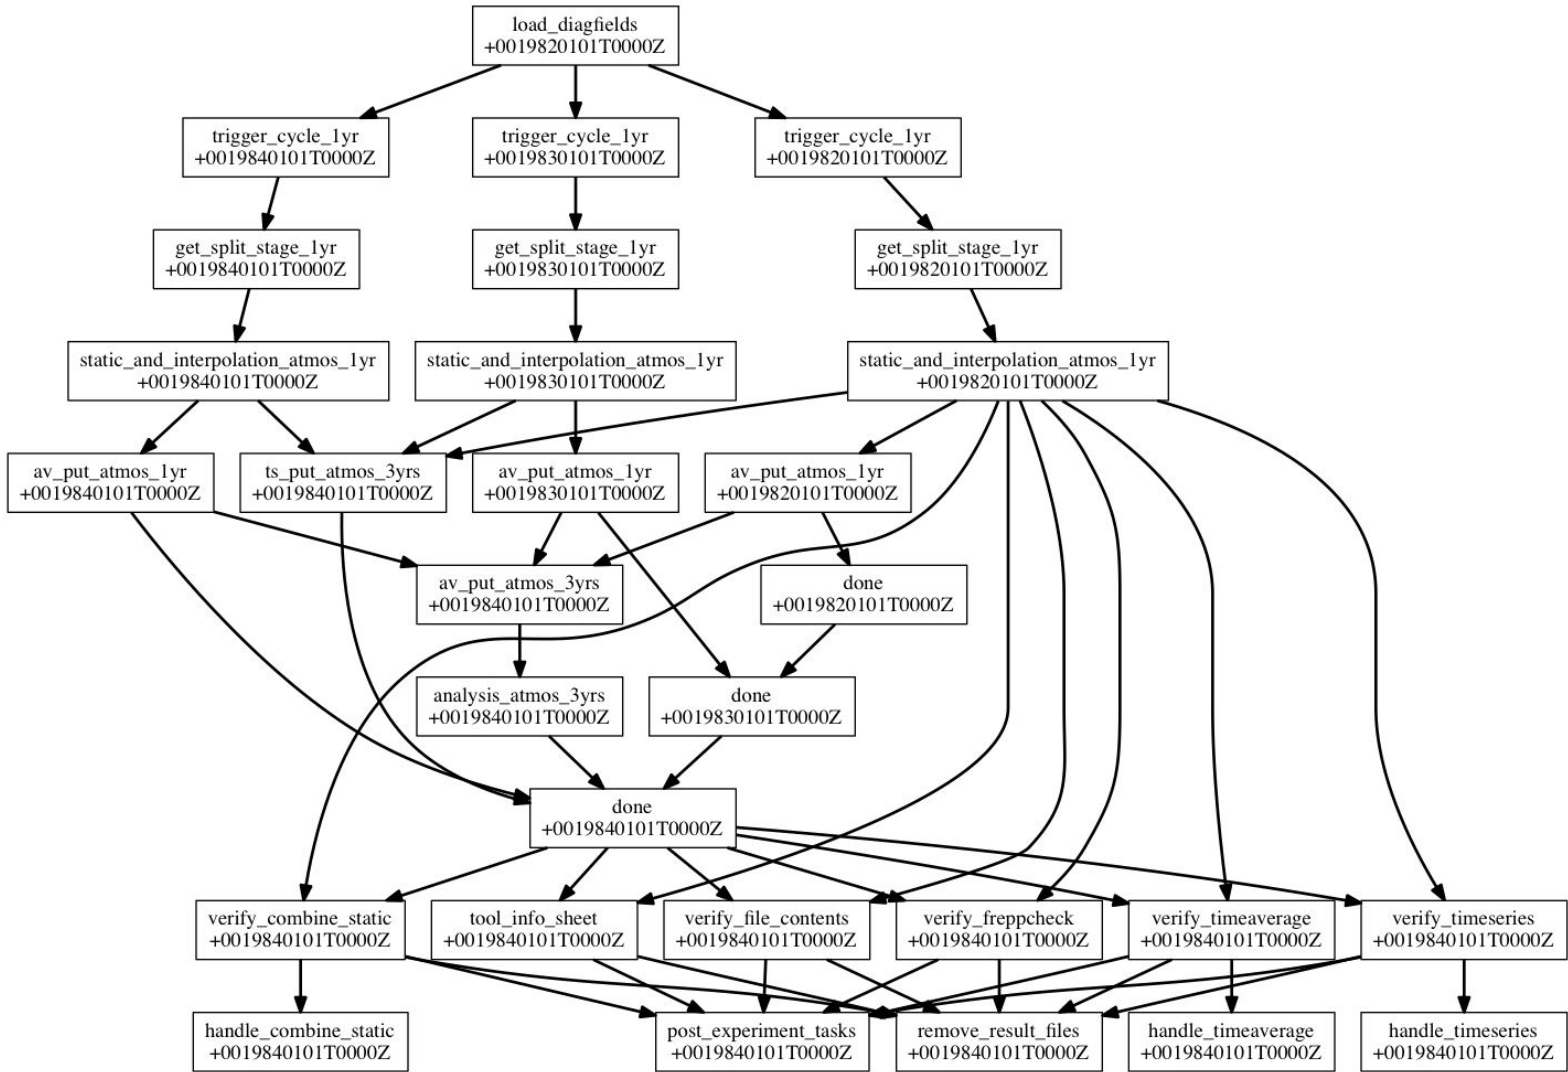 load_diagfields
+0019820101T0000Z
trigger_cycle_1yr
+0019840101T0000Z
trigger_cycle_1yr
+0019830101T0000Z
trigger_cycle_1yr
+0019820101T0000Z
get_split_stage_1yr
+0019840101T0000Z
get_split_stage_1yr
+0019830101T0000Z
get_split_stage_1yr
+0019820101T0000Z
static_and_interpolation_atmos_1yr
+0019840101T0000Z
static_and_interpolation_atmos_1yr
+0019830101T0000Z
static_and_interpolation_atmos_1yr
+0019820101T0000Z
av_put_atmos_1yr
+0019840101T0000Z
ts_put_atmos_3yrs
+0019840101T0000Z
av_put_atmos_1yr
+0019830101T0000Z
av_put_atmos_1yr
+0019820101T0000Z
av_put_atmos_3yrs
+0019840101T0000Z
done
+0019820101T0000Z
analysis_atmos_3yrs
+0019840101T0000Z
done
+0019830101T0000Z
done
+0019840101T0000Z
verify_combine_static
+0019840101T0000Z
tool_info_sheet
+0019840101T0000Z
verify_file_contents
+0019840101T0000Z
verify_freppcheck
+0019840101T0000Z
verify_timeaverage
+0019840101T0000Z
verify_timeseries
+0019840101T0000Z
handle_combine_static
+0019840101T0000Z
post_experiment_tasks
+0019840101T0000Z
remove_result_files
+0019840101T0000Z
handle_timeaverage
+0019840101T0000Z
handle_timeseries
+0019840101T0000Z